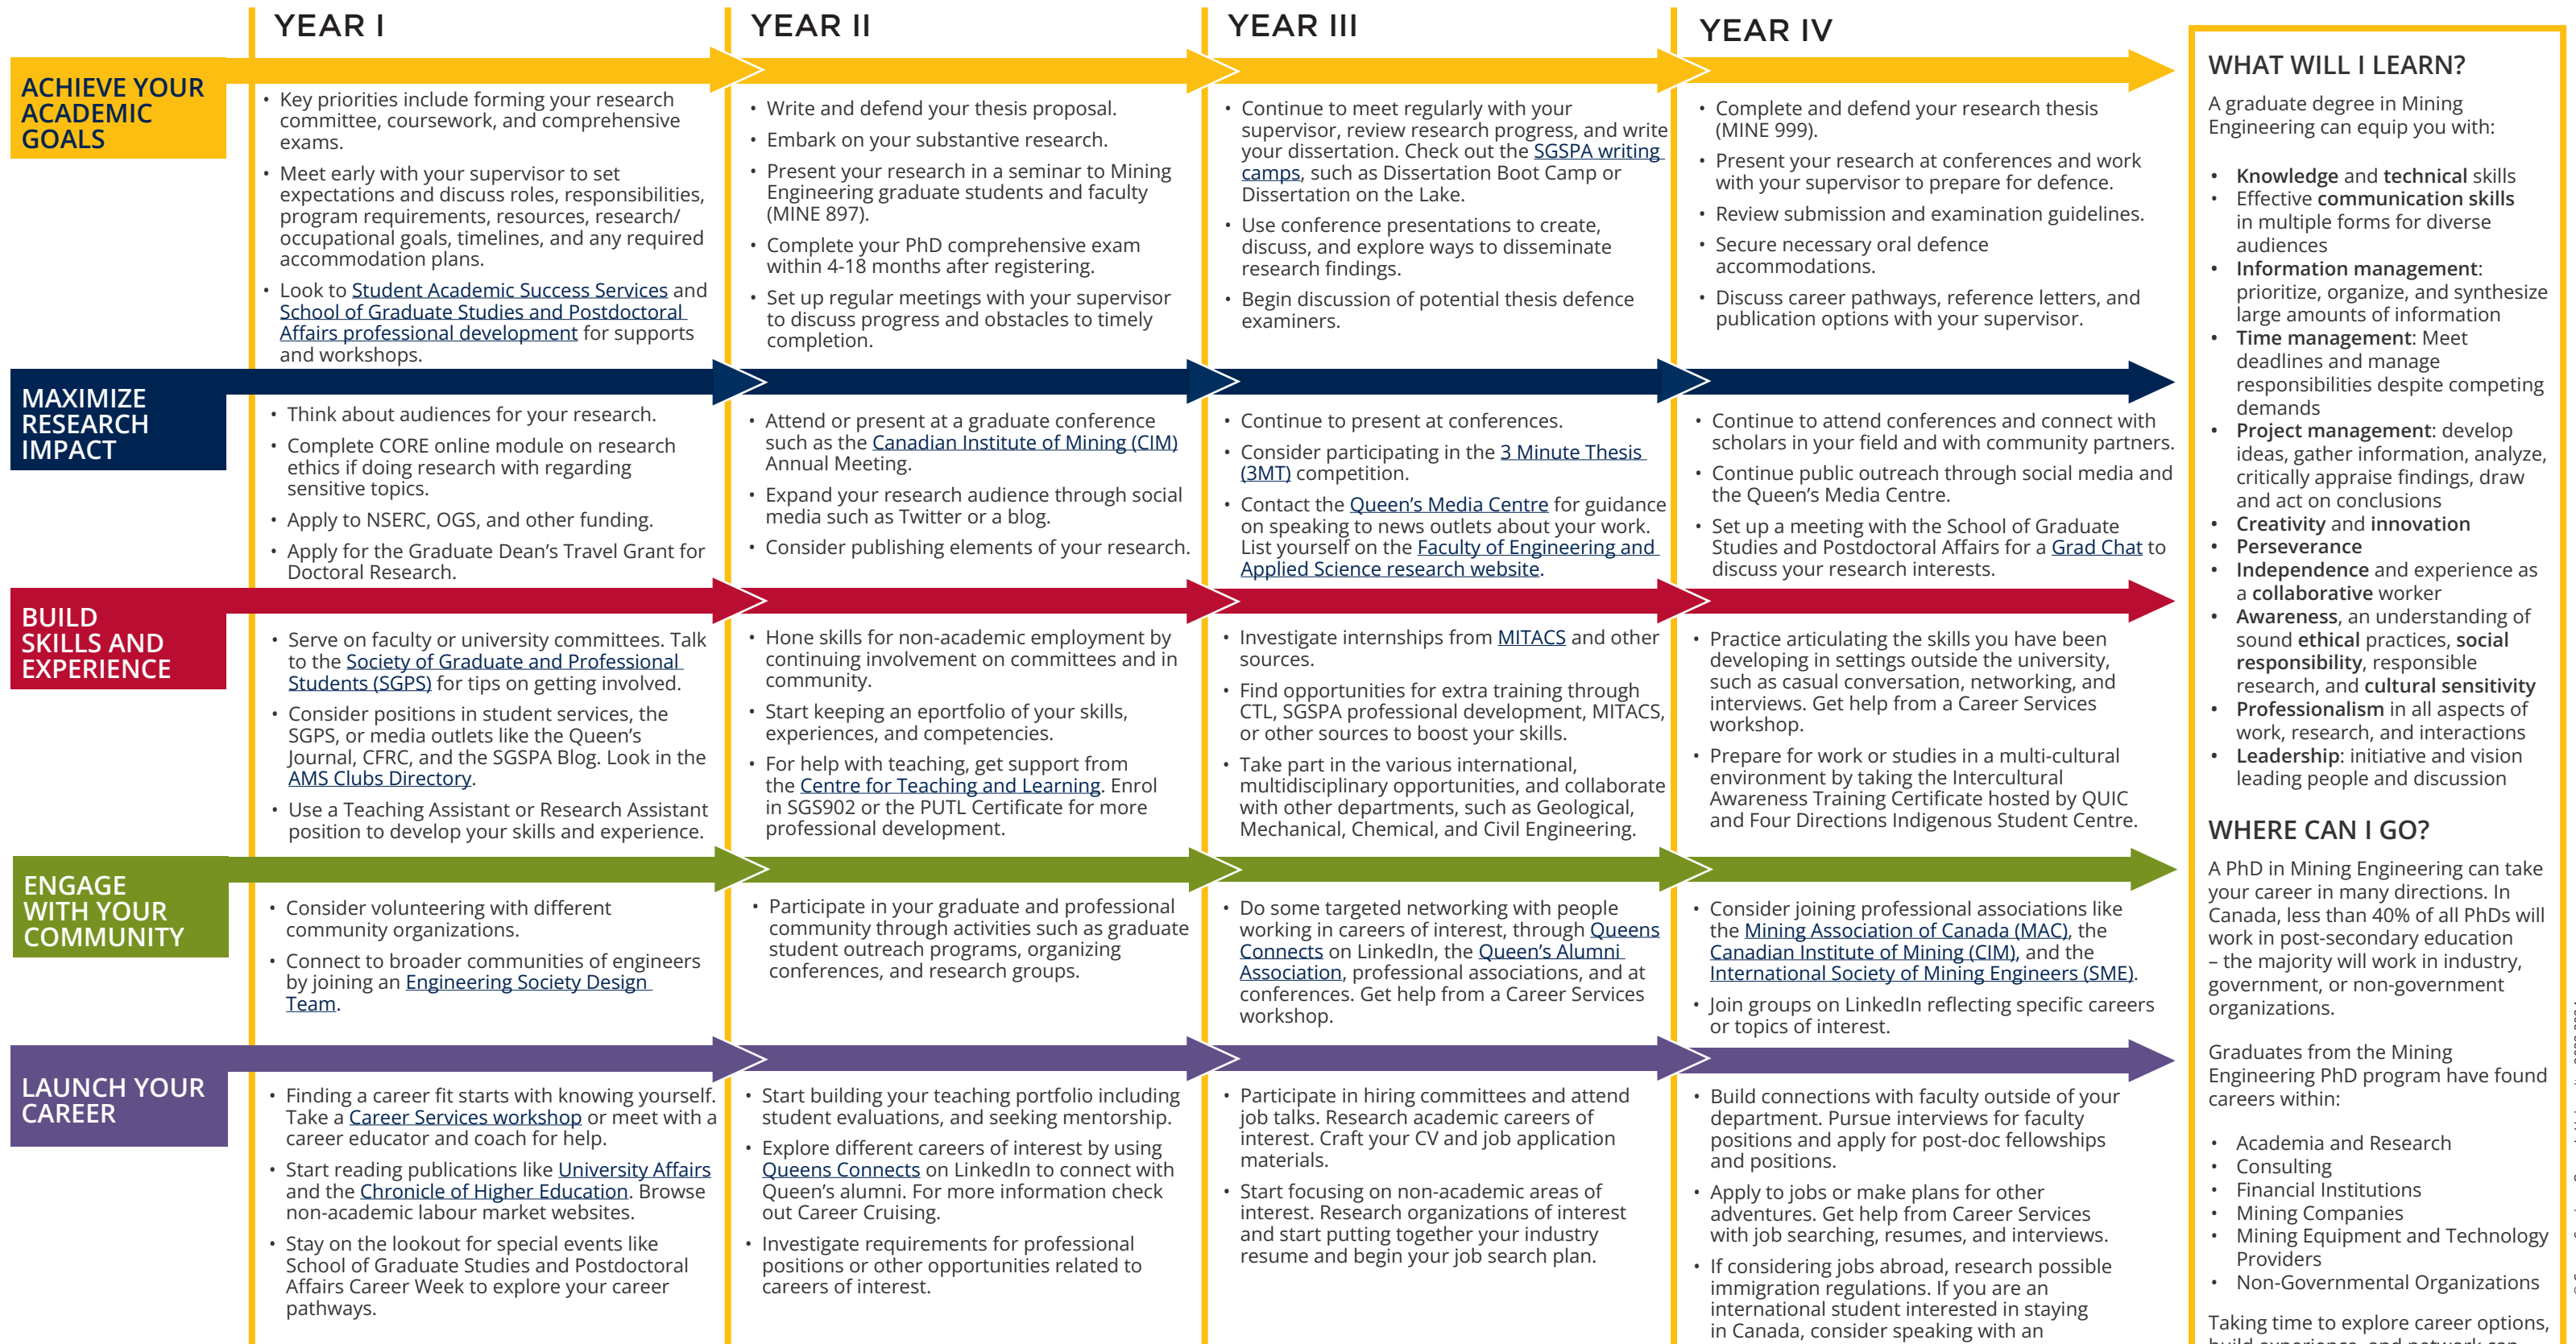 YEAR I
YEAR II
YEAR III
YEAR IV
ACHIEVE YOUR
ACADEMIC
GOALS
• Key priorities include forming your research
committee, coursework, and comprehensive
exams.
• Meet early with your supervisor to set
expectations and discuss roles, responsibilities,
program requirements, resources, research/
occupational goals, timelines, and any required
accommodation plans.
• Look to Student Academic Success Services and
School of Graduate Studies and Postdoctoral
Affairs professional development for supports
and workshops.
• Write and defend your thesis proposal.
• Embark on your substantive research.
• Present your research in a seminar to Mining
Engineering graduate students and faculty
(MINE 897).
• Complete your PhD comprehensive exam
within 4-18 months after registering.
• Set up regular meetings with your supervisor
to discuss progress and obstacles to timely
completion.
• Continue to meet regularly with your
supervisor, review research progress, and write
your dissertation. Check out the SGSPA writing
camps, such as Dissertation Boot Camp or
Dissertation on the Lake.
• Use conference presentations to create,
discuss, and explore ways to disseminate
research findings.
• Begin discussion of potential thesis defence
examiners.
• Complete and defend your research thesis
(MINE 999).
• Present your research at conferences and work
with your supervisor to prepare for defence.
• Review submission and examination guidelines.
• Secure necessary oral defence
accommodations.
• Discuss career pathways, reference letters, and
publication options with your supervisor.
MAXIMIZE
RESEARCH
IMPACT
• Think about audiences for your research.
• Complete CORE online module on research
ethics if doing research with regarding
sensitive topics.
• Apply to NSERC, OGS, and other funding.
• Apply for the Graduate Dean's Travel Grant for
Doctoral Research.
• Attend or present at a graduate conference
such as the Canadian Institute of Mining (CIM)
Annual Meeting.
• Expand your research audience through social
media such as Twitter or a blog.
• Consider publishing elements of your research.
• Continue to present at conferences.
• Consider participating in the 3 Minute Thesis
(3MT) competition.
• Contact the Queen's Media Centre for guidance
on speaking to news outlets about your work.
List yourself on the Faculty of Engineering and
Applied Science research website.
• Continue to attend conferences and connect with
scholars in your field and with community partners.
• Continue public outreach through social media and
the Queen's Media Centre.
• Set up a meeting with the School of Graduate
Studies and Postdoctoral Affairs for a Grad Chat to
discuss your research interests.
BUILD
SKILLS AND
EXPERIENCE
• Serve on faculty or university committees. Talk
to the Society of Graduate and Professional
Students (SGPS) for tips on getting involved.
• Consider positions in student services, the
SGPS, or media outlets like the Queen's
Journal, CFRC, and the SGSPA Blog. Look in the
AMS Clubs Directory.
• Use a Teaching Assistant or Research Assistant
position to develop your skills and experience.
• Hone skills for non-academic employment by
continuing involvement on committees and in
community.
• Start keeping an eportfolio of your skills,
experiences, and competencies.
• For help with teaching, get support from
the Centre for Teaching and Learning. Enrol
in SGS902 or the PUTL Certificate for more
professional development.
• Investigate internships from MITACS and other
sources.
• Find opportunities for extra training through
CTL, SGSPA professional development, MITACS,
or other sources to boost your skills.
• Take part in the various international,
multidisciplinary opportunities, and collaborate
with other departments, such as Geological,
Mechanical, Chemical, and Civil Engineering.
• Practice articulating the skills you have been
developing in settings outside the university,
such as casual conversation, networking, and
interviews. Get help from a Career Services
workshop.
• Prepare for work or studies in a multi-cultural
environment by taking the Intercultural
Awareness Training Certificate hosted by QUIC
and Four Directions Indigenous Student Centre.
ENGAGE
WITH YOUR
COMMUNITY
• Consider volunteering with different
community organizations.
• Connect to broader communities of engineers
by joining an Engineering Society Design
Team.
• Participate in your graduate and professional
community through activities such as graduate
student outreach programs, organizing
conferences, and research groups.
• Do some targeted networking with people
working in careers of interest, through Queens
Connects on LinkedIn, the Queen's Alumni
Association, professional associations, and at
conferences. Get help from a Career Services
workshop.
• Consider joining professional associations like
the Mining Association of Canada (MAC), the
Canadian Institute of Mining (CIM), and the
International Society of Mining Engineers (SME).
• Join groups on LinkedIn reflecting specific careers
or topics of interest.
LAUNCH YOUR
CAREER
• Finding a career fit starts with knowing yourself.
Take a Career Services workshop or meet with a
career educator and coach for help.
• Start reading publications like University Affairs
and the Chronicle of Higher Education. Browse
non-academic labour market websites.
• Stay on the lookout for special events like
School of Graduate Studies and Postdoctoral
Affairs Career Week to explore your career
pathways.
• Start building your teaching portfolio including
student evaluations, and seeking mentorship.
• Explore different careers of interest by using
Queens Connects on LinkedIn to connect with
Queen's alumni. For more information check
out Career Cruising.
• Investigate requirements for professional
positions or other opportunities related to
careers of interest.
• Participate in hiring committees and attend
job talks. Research academic careers of
interest. Craft your CV and job application
materials.
• Start focusing on non-academic areas of
interest. Research organizations of interest
and start putting together your industry
resume and begin your job search plan.
• Build connections with faculty outside of your
department. Pursue interviews for faculty
positions and apply for post-doc fellowships
and positions.
• Apply to jobs or make plans for other
adventures. Get help from Career Services
with job searching, resumes, and interviews.
• If considering jobs abroad, research possible
immigration regulations. If you are an
international student interested in staying
in Canada, consider speaking with an
WHAT WILL I LEARN?
A graduate degree in Mining
Engineering can equip you with:
• Knowledge and technical skills
• Effective communication skills
in multiple forms for diverse
audiences
• Information management:
prioritize, organize, and synthesize
large amounts of information
• Time management: Meet
deadlines and manage
responsibilities despite competing
demands
• Project management: develop
ideas, gather information, analyze,
critically appraise findings, draw
and act on conclusions
• Creativity and innovation
• Perseverance
• Independence and experience as
a collaborative worker
• Awareness, an understanding of
sound ethical practices, social
responsibility, responsible
research, and cultural sensitivity
• Professionalism in all aspects of
work, research, and interactions
• Leadership: initiative and vision
leading people and discussion
WHERE CAN I GO?
A PhD in Mining Engineering can take
your career in many directions. In
Canada, less than 40% of all PhDs will
work in post-secondary education
– the majority will work in industry,
government, or non-government
organizations.
Graduates from the Mining
Engineering PhD program have found
careers within:
• Academia and Research
• Consulting
• Financial Institutions
• Mining Companies
• Mining Equipment and Technology
Providers
• Non-Governmental Organizations
Taking time to explore career options,
build experience, and network can